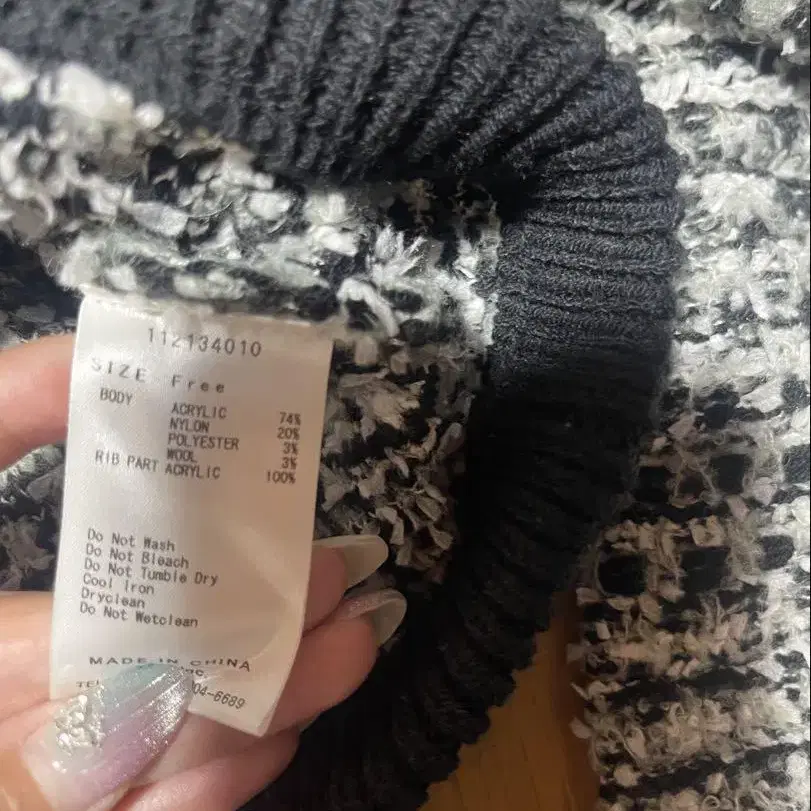 112134010
SIZE Free
BODY
ACRYLIC 74%
NYLON 20%
POLYESTER 3%
WOOL 3%
RIB PART ACRYLIC 100%
Do Not Wash
Do Not Bleach
Do Not Tumble Dry
Cool Iron
Dryclean
Do Not Wetclean
MADE IN CHINA
04-6689